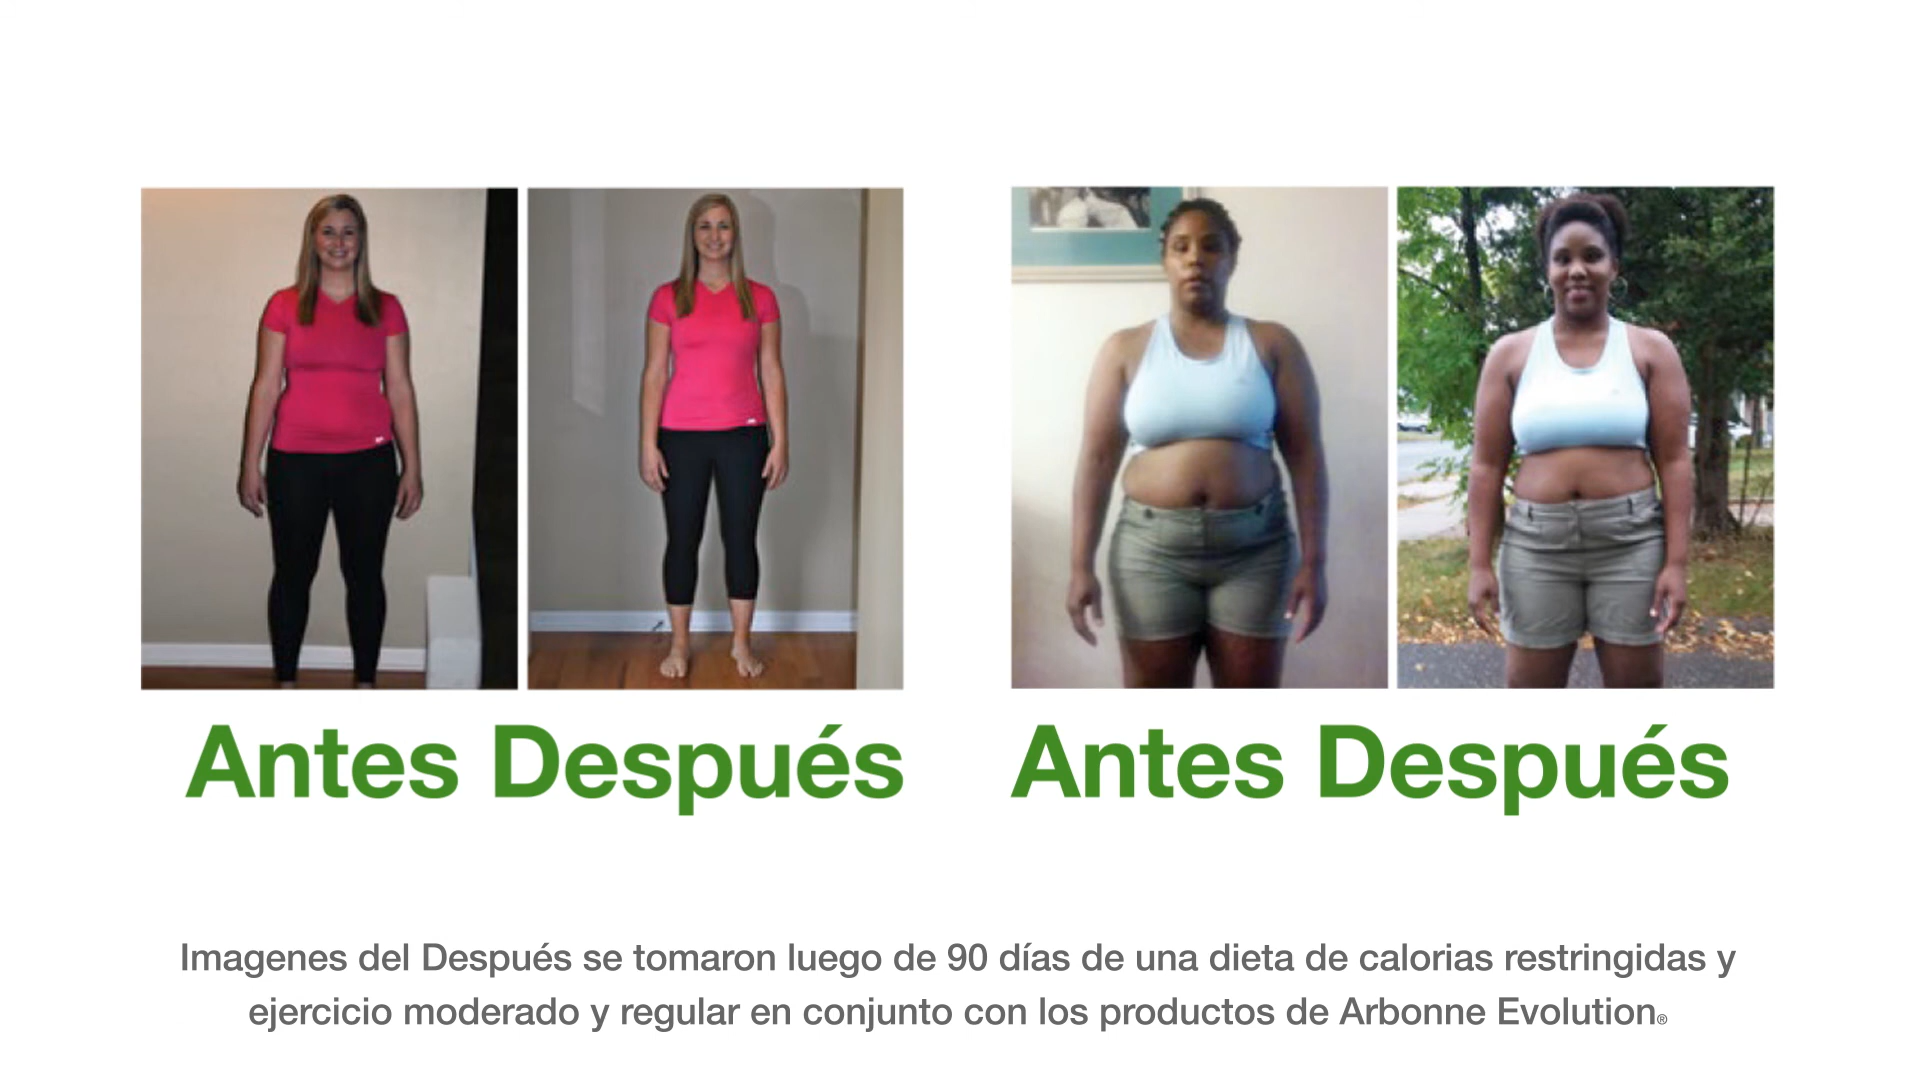 Antes Después
Antes Después
Imagenes del Después se tomaron luego de 90 días de una dieta de calorias restringidas y
ejercicio moderado y regular en conjunto con los productos de Arbonne Evolution®